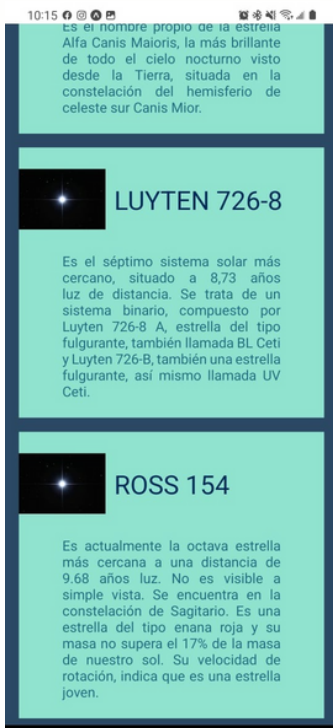 10:15
Es el nombre propio de la estrella
Alfa Canis Maioris, la más brillante
de todo el cielo nocturno visto
desde la Tierra, situada en la
constelación del hemisferio de
celeste sur Canis Mior.
LUYTEN 726-8
Es el séptimo sistema solar más
cercano, situado a 8,73 años
luz de distancia. Se trata de un
sistema binario, compuesto por
Luyten 726-8 A, estrella del tipo
fulgurante, también llamada BL Ceti
y Luyten 726-B, también una estrella
fulgurante, así mismo llamada UV
Ceti.
ROSS 154
Es actualmente la octava estrella
más cercana a una distancia de
9.68 años luz. No es visible a
simple vista. Se encuentra en la
constelación de Sagitario. Es una
estrella del tipo enana roja y su
masa no supera el 17% de la masa
de nuestro sol. Su velocidad de
rotación, indica que es una estrella
joven.